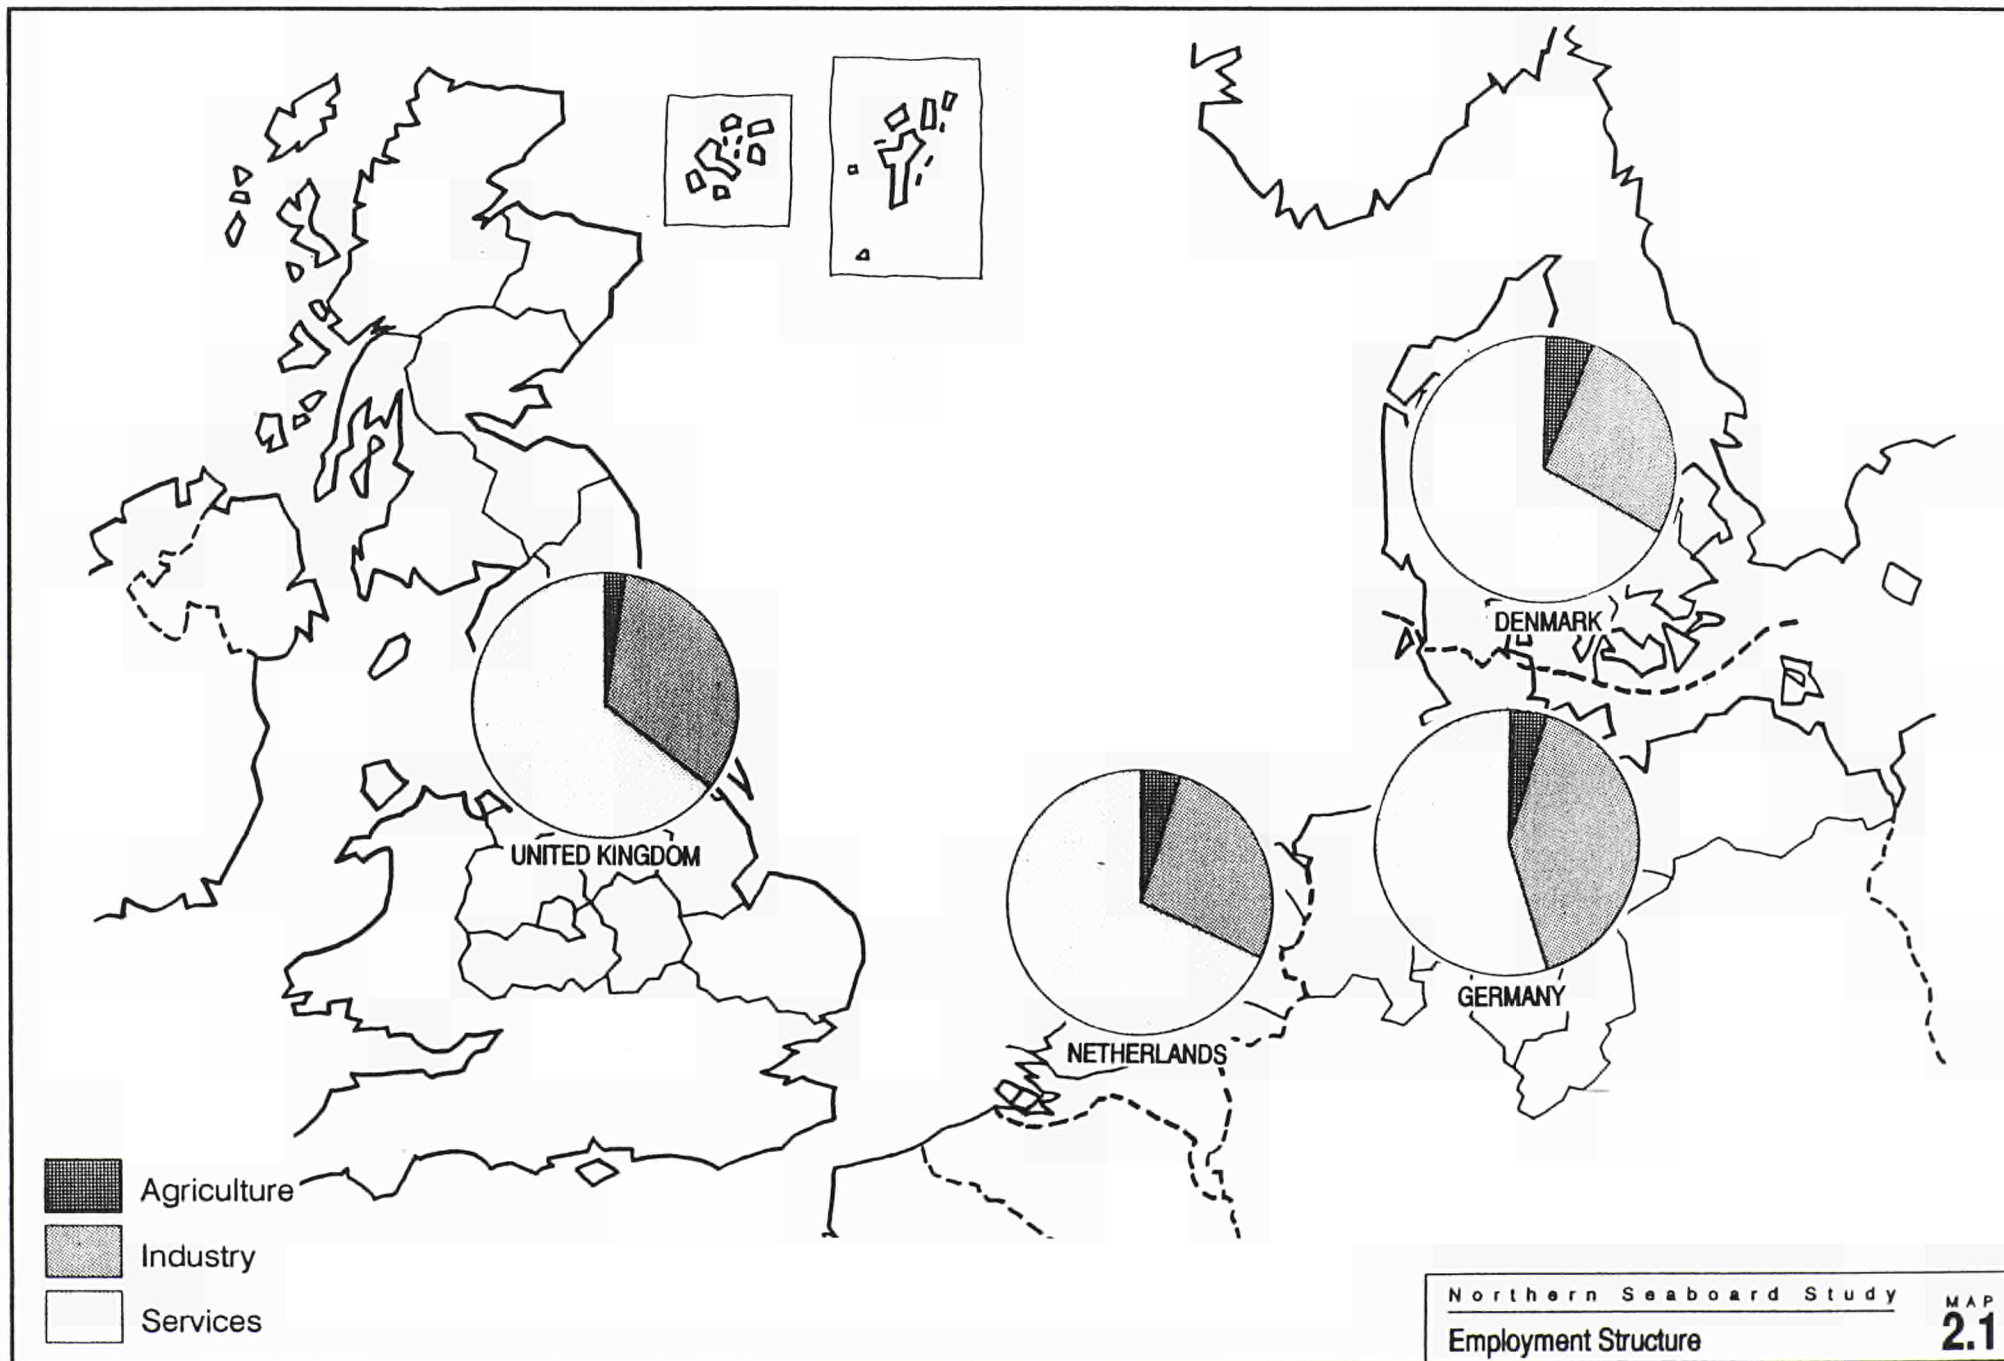 DENMARK
UNITED KINGDOM
GERMANY
NETHERLANDS
Agriculture
Industry
Services
Northern Seaboard Study
Employment Structure
MAP
2.1